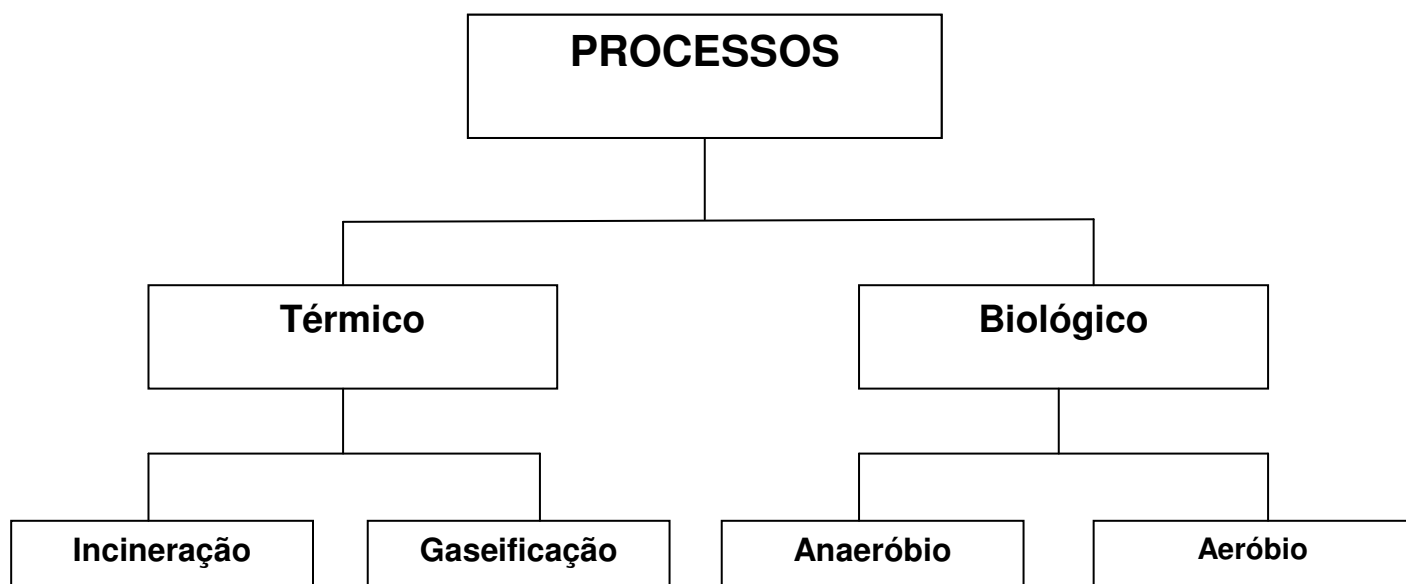 PROCESSOS
Térmico
Biológico
Incineração
Gaseificação
Anaeróbio
Aeróbio